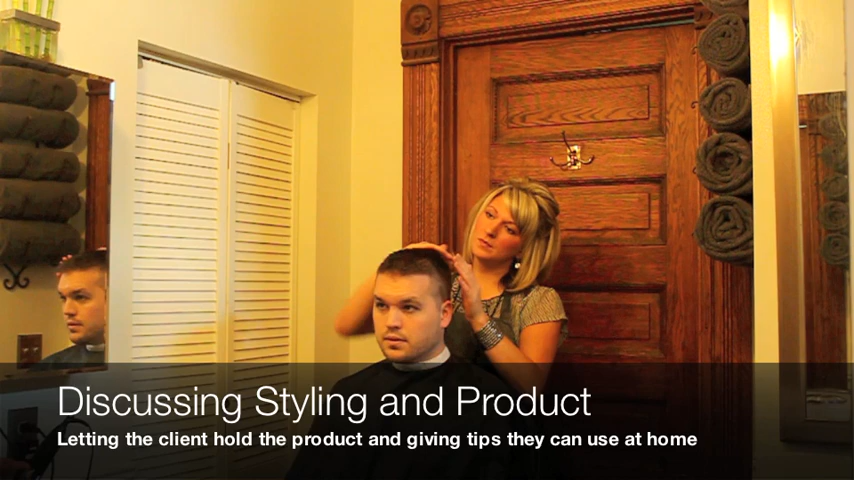 Discussing Styling and Product
Letting the client hold the product and giving tips they can use at home